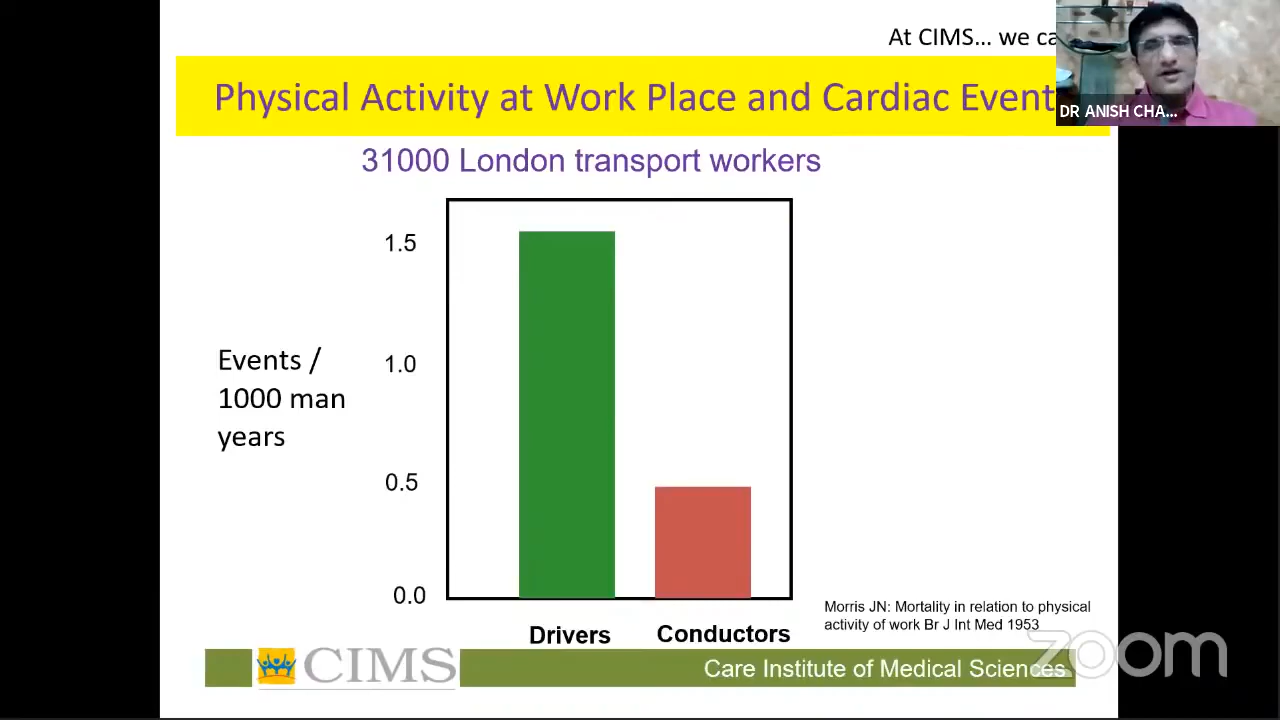 At CIMS... we ca
Physical Activity at Work Place and Cardiac Event
DR ANISH CHA...
31000 London transport workers
1.5
1.0
0.5
0.0
Events /
1000 man
years
Drivers
Conductors
Morris JN: Mortality in relation to physical
activity of work Br J Int Med 1953
CIMS
Care Institute of Medical Sciences
zoom